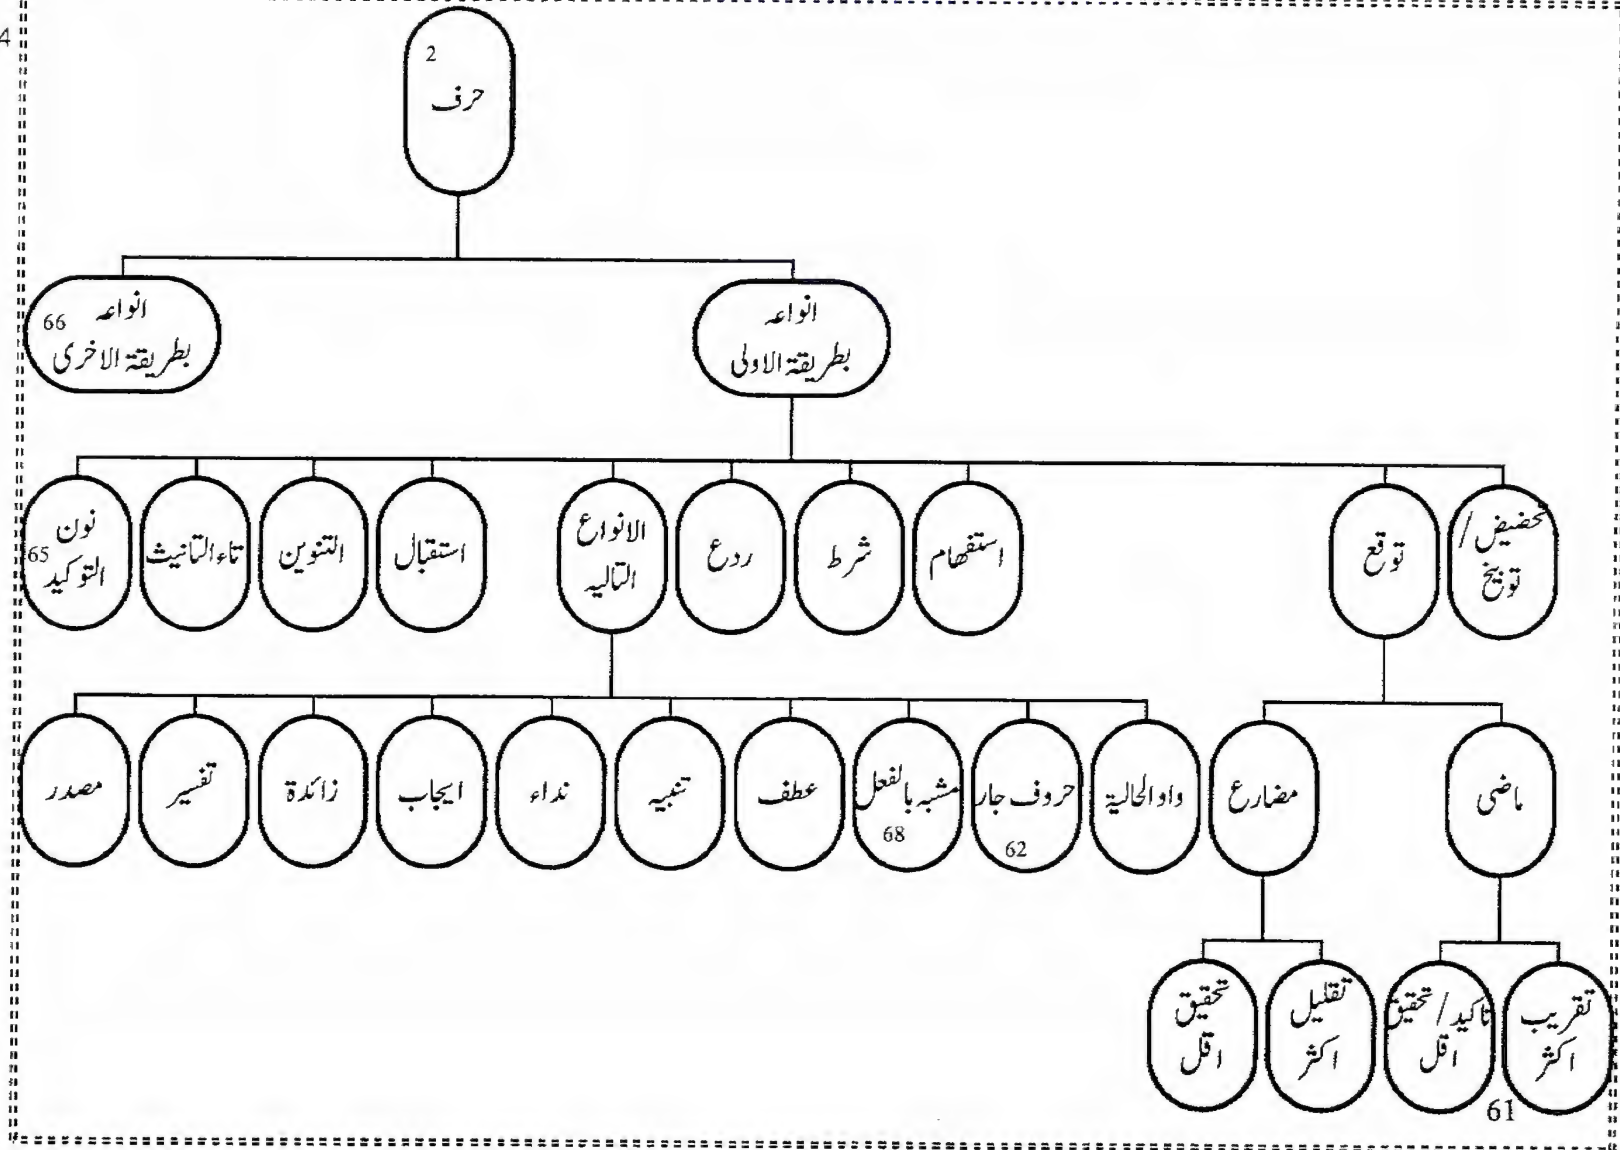 4
2
حرف
انواعہ
بطریقۃ الاولی
انواعہ 66
بطریقۃ الاخری
تحضیض /
توبیخ
توقع
استفھام
شرط
ردع
الانواع
التالیہ
استقبال
التنوین
تاء التانیث
نون
65
التوکید
ماضی
مضارع
واو الحالیۃ
حروف جار
62
مشبہ بالفعل
68
عطف
تنبیہ
نداء
ایجاب
زائدۃ
تفسیر
مصدر
تقریب
اکثر
تاکید / تحقیق
اقل
تقلیل
اکثر
تحقیق
اقل
61